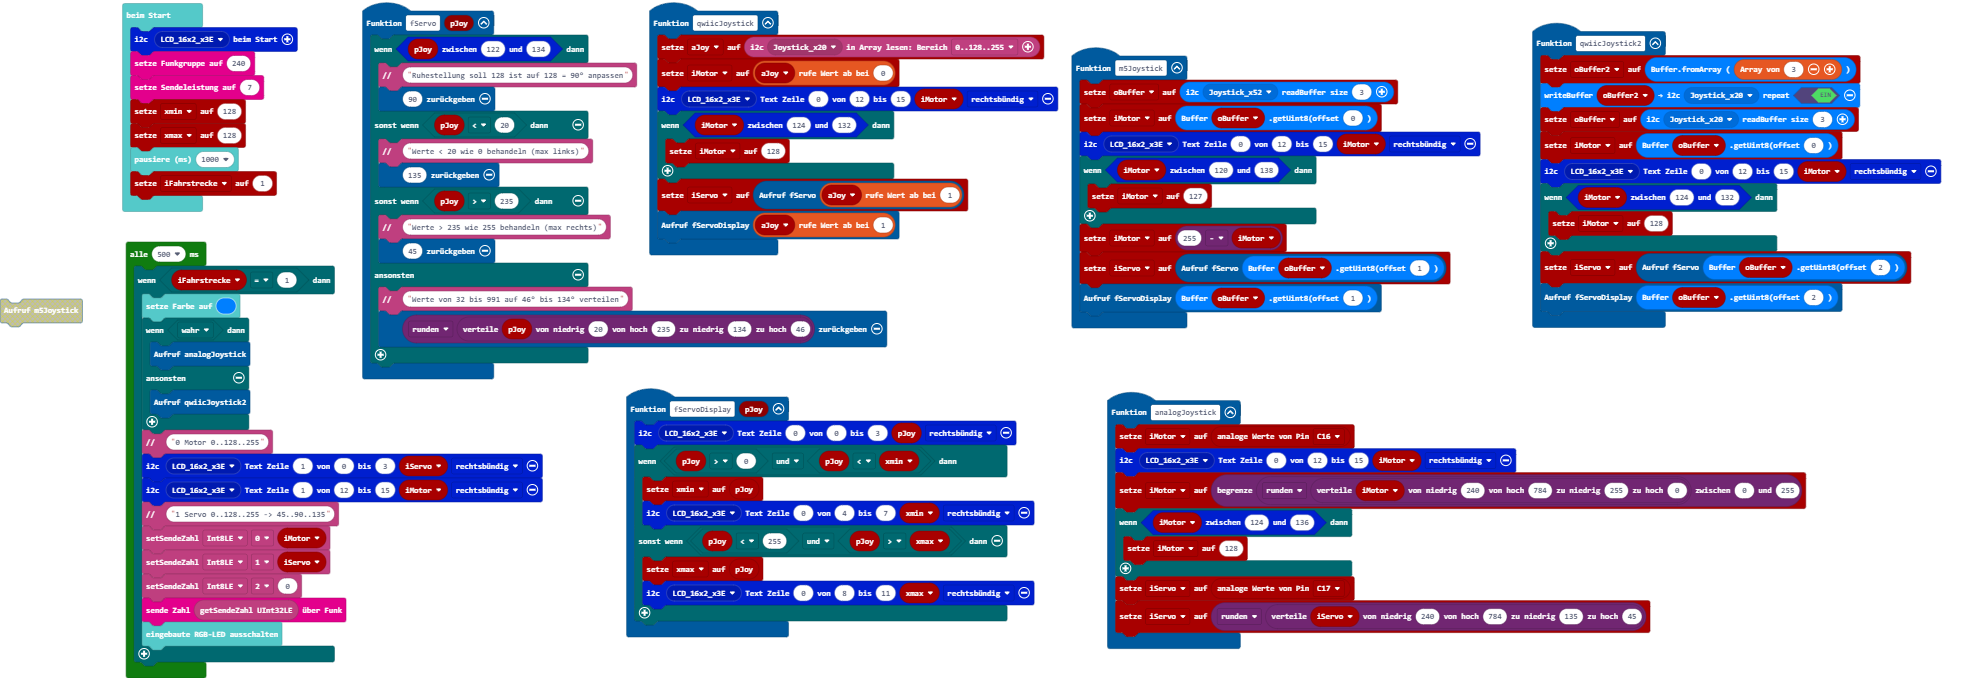 beim Start
i2c LCD_16x2_x3E beim Start
setze Funkgruppe auf 240
setze Sendeleistung auf 7
setze xmin auf 128
setze xmax auf 128
pausiere (ms) 1000
setze iFahrstrecke auf 1
Aufruf m5Joystick
alle 500 ms
wenn iFahrstrecke = 1 dann
setze Farbe auf
wenn wahr dann
Aufruf analogJoystick
ansonsten
Aufruf qwiicJoystick2
// "0 Motor 0..128..255"
i2c LCD_16x2_x3E Text Zeile 1 von 0 bis 3 iServo rechtsbündig
i2c LCD_16x2_x3E Text Zeile 1 von 12 bis 15 iMotor rechtsbündig
// "1 Servo 0..128..255 -> 45..90..135"
setSendeZahl Int8LE 0 iMotor
setSendeZahl Int8LE 1 iServo
setSendeZahl Int8LE 2 0
sende Zahl getSendeZahl UInt32LE über Funk
eingebaute RGB-LED ausschalten
Funktion fServo pJoy
wenn pJoy zwischen 122 und 134 dann
// "Ruhestellung soll 128 ist auf 128 = 90° anpassen"
90 zurückgeben
sonst wenn pJoy < 20 dann
// "Werte < 20 wie 0 behandeln (max links)"
135 zurückgeben
sonst wenn pJoy > 235 dann
// "Werte > 235 wie 255 behandeln (max rechts)"
45 zurückgeben
ansonsten
// "Werte von 32 bis 991 auf 46° bis 134° verteilen"
runden verteile pJoy von niedrig 20 von hoch 235 zu niedrig 134 zu hoch 46 zurückgeben
Funktion qwiicJoystick
setze aJoy auf i2c Joystick_x20 in Array lesen: Bereich 0..128..255
setze iMotor auf aJoy rufe Wert ab bei 0
i2c LCD_16x2_x3E Text Zeile 0 von 12 bis 15 iMotor rechtsbündig
wenn iMotor zwischen 124 und 132 dann
setze iMotor auf 128
setze iServo auf Aufruf fServo aJoy rufe Wert ab bei 1
Aufruf fServoDisplay aJoy rufe Wert ab bei 1
Funktion m5Joystick
setze oBuffer auf i2c Joystick_x52 readBuffer size 3
setze iMotor auf Buffer oBuffer .getUint8(offset 0 )
i2c LCD_16x2_x3E Text Zeile 0 von 12 bis 15 iMotor rechtsbündig
wenn iMotor zwischen 120 und 138 dann
setze iMotor auf 127
setze iMotor auf 255 - iMotor
setze iServo auf Aufruf fServo Buffer oBuffer .getUint8(offset 1 )
Aufruf fServoDisplay Buffer oBuffer .getUint8(offset 1 )
Funktion qwiicJoystick2
setze oBuffer2 auf Buffer.fromArray ( Array von 3 )
writeBuffer oBuffer2 → i2c Joystick_x20 repeat EIN
setze oBuffer auf i2c Joystick_x20 readBuffer size 3
setze iMotor auf Buffer oBuffer .getUint8(offset 0 )
i2c LCD_16x2_x3E Text Zeile 0 von 12 bis 15 iMotor rechtsbündig
wenn iMotor zwischen 124 und 132 dann
setze iMotor auf 128
setze iServo auf Aufruf fServo Buffer oBuffer .getUint8(offset 2 )
Aufruf fServoDisplay Buffer oBuffer .getUint8(offset 2 )
Funktion fServoDisplay pJoy
i2c LCD_16x2_x3E Text Zeile 0 von 0 bis 3 pJoy rechtsbündig
wenn pJoy > 0 und pJoy < xmin dann
setze xmin auf pJoy
i2c LCD_16x2_x3E Text Zeile 0 von 4 bis 7 xmin rechtsbündig
sonst wenn pJoy < 255 und pJoy > xmax dann
setze xmax auf pJoy
i2c LCD_16x2_x3E Text Zeile 0 von 8 bis 11 xmax rechtsbündig
Funktion analogJoystick
setze iMotor auf analoge Werte von Pin C16
i2c LCD_16x2_x3E Text Zeile 0 von 12 bis 15 iMotor rechtsbündig
setze iMotor auf begrenze runden verteile iMotor von niedrig 240 von hoch 784 zu niedrig 255 zu hoch 0 zwischen 0 und 255
wenn iMotor zwischen 124 und 136 dann
setze iMotor auf 128
setze iServo auf analoge Werte von Pin C17
setze iServo auf runden verteile iServo von niedrig 240 von hoch 784 zu niedrig 135 zu hoch 45